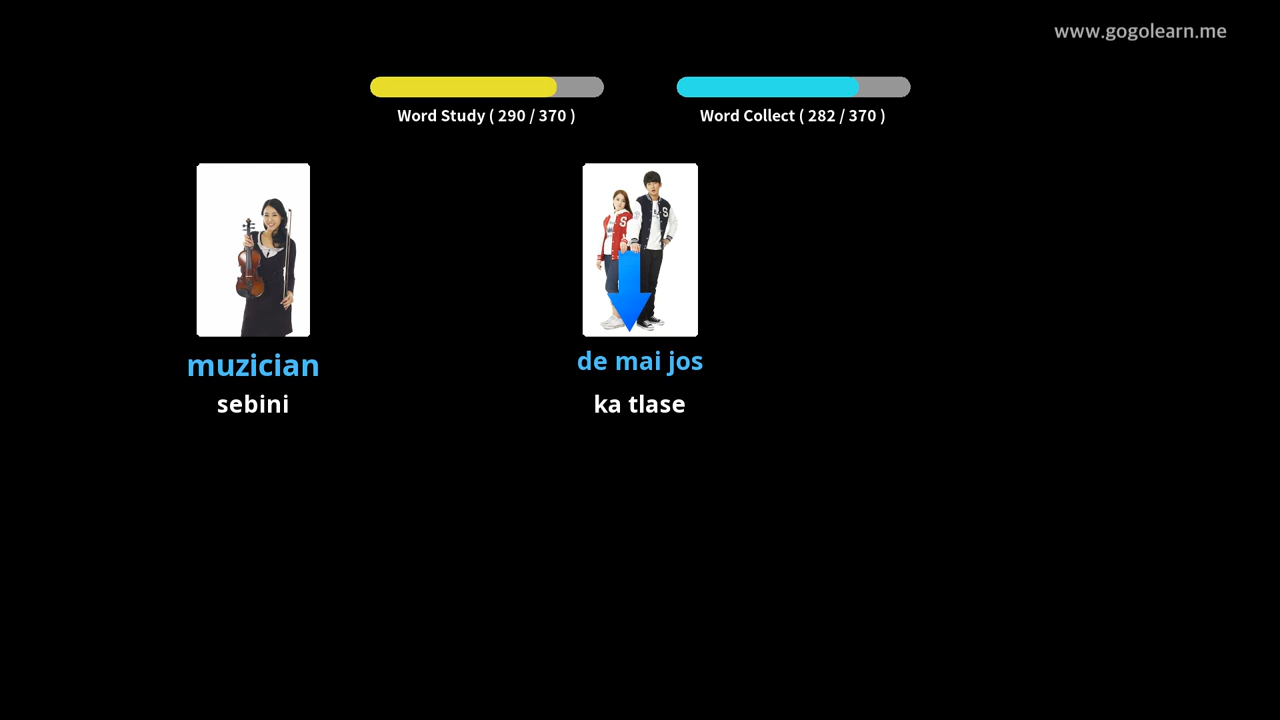 www.gogolearn.me
Word Study ( 290 / 370 )
Word Collect ( 282 / 370 )
S
S
muzician
de mai jos
sebini
ka tlase